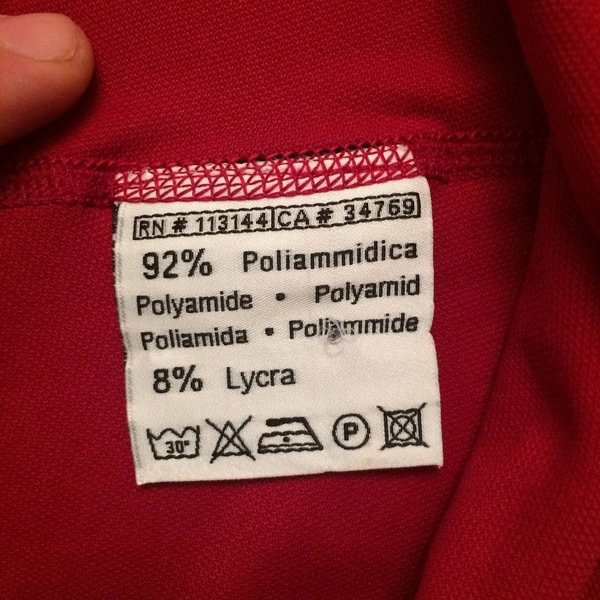 RN # 113144 CA # 34769
92% Poliammidica
Polyamide • Polyamid
Poliamida • Poliammide
8% Lycra
30° P